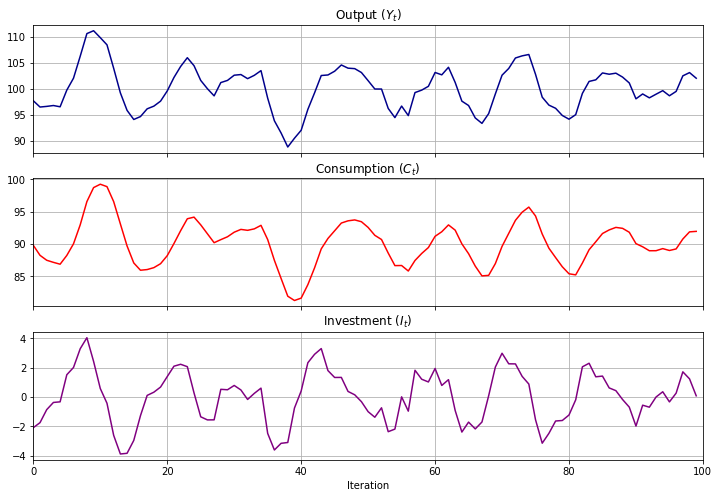 Output (Y_t)
110
105
100
95
90
Consumption (C_t)
100
95
90
85
Investment (I_t)
4
2
0
−2
−4
0 20 40 60 80 100
Iteration